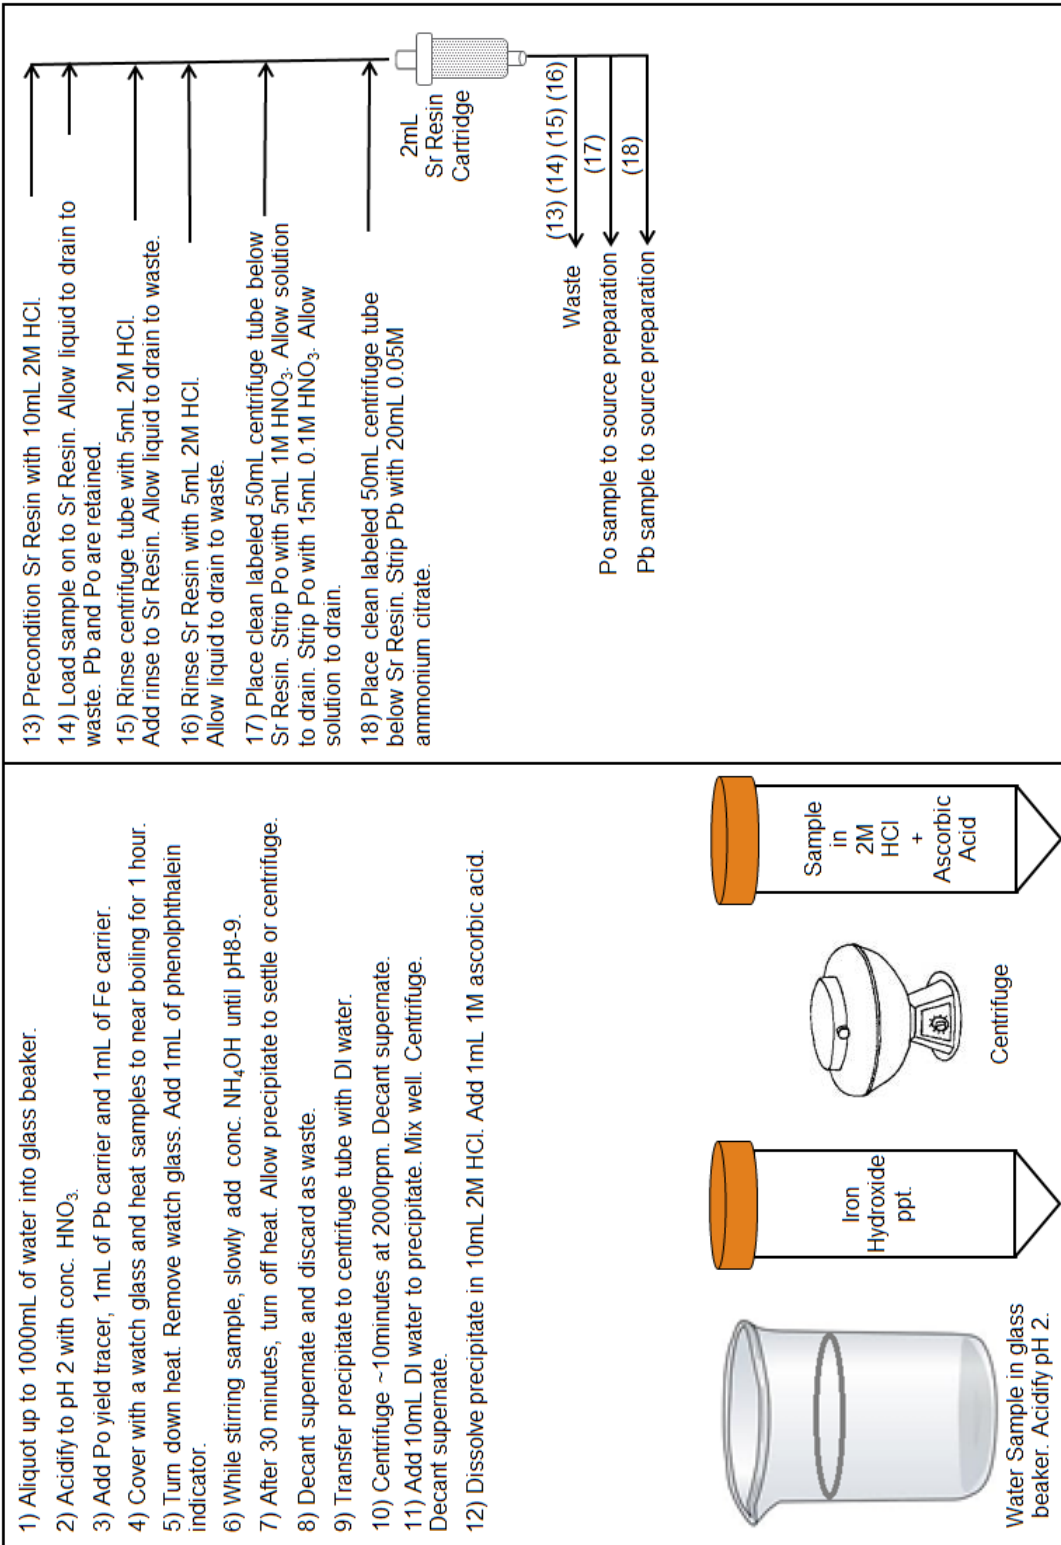 1) Aliquot up to 1000mL of water into glass beaker.
2) Acidify to pH 2 with conc. HNO₃.
3) Add Po yield tracer, 1mL of Pb carrier and 1mL of Fe carrier.
4) Cover with a watch glass and heat samples to near boiling for 1 hour.
5) Turn down heat. Remove watch glass. Add 1mL of phenolphthalein
indicator.
6) While stirring sample, slowly add conc. NH₄OH until pH8-9.
7) After 30 minutes, turn off heat. Allow precipitate to settle or centrifuge.
8) Decant supernate and discard as waste.
9) Transfer precipitate to centrifuge tube with DI water.
10) Centrifuge ~10minutes at 2000rpm. Decant supernate.
11) Add 10mL DI water to precipitate. Mix well. Centrifuge.
Decant supernate.
12) Dissolve precipitate in 10mL 2M HCl. Add 1mL 1M ascorbic acid.
Water Sample in glass
beaker. Acidify pH 2.
Iron
Hydroxide
ppt.
Centrifuge
Sample
in
2M
HCl
+
Ascorbic
Acid
13) Precondition Sr Resin with 10mL 2M HCl.
14) Load sample on to Sr Resin. Allow liquid to drain to
waste. Pb and Po are retained.
15) Rinse centrifuge tube with 5mL 2M HCl.
Add rinse to Sr Resin. Allow liquid to drain to waste.
16) Rinse Sr Resin with 5mL 2M HCl.
Allow liquid to drain to waste.
17) Place clean labeled 50mL centrifuge tube below
Sr Resin. Strip Po with 5mL 1M HNO₃. Allow solution
to drain. Strip Po with 15mL 0.1M HNO₃. Allow
solution to drain.
18) Place clean labeled 50mL centrifuge tube
below Sr Resin. Strip Pb with 20mL 0.05M
ammonium citrate.
2mL
Sr Resin
Cartridge
(13) (14) (15) (16)
Waste
(17)
Po sample to source preparation
(18)
Pb sample to source preparation